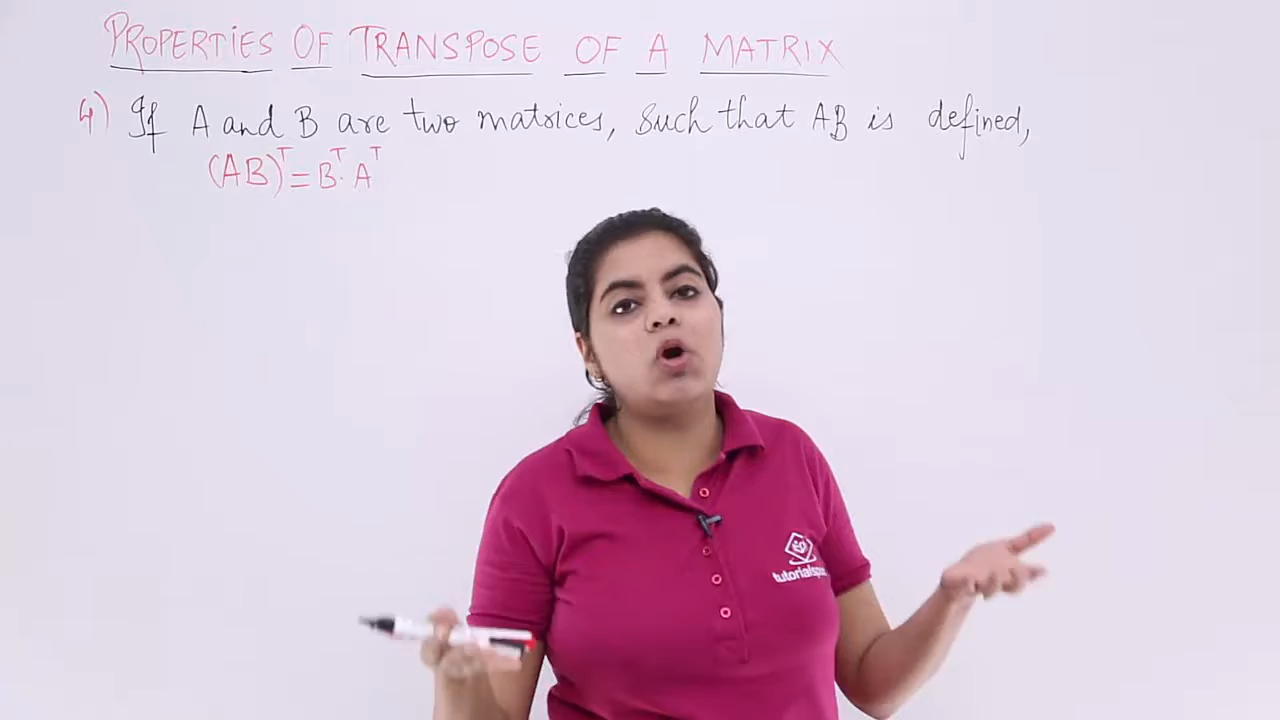 PROPERTIES OF TRANSPOSE OF A MATRIX
4) If A and B are two matrices, such that AB is defined,
(AB)ᵀ = Bᵀ. Aᵀ